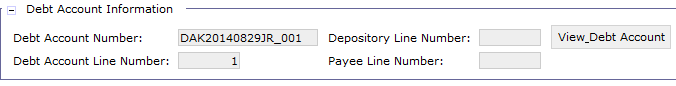 Debt Account Information
Debt Account Number: DAK20140829JR_001 Depository Line Number: View_Debt Account
Debt Account Line Number: 1 Payee Line Number: